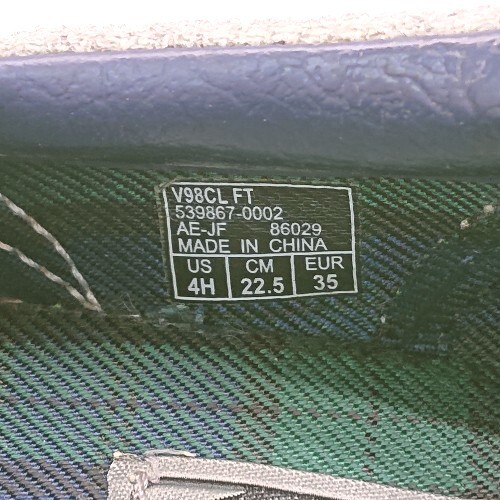 V98CL FT
539867-0002
AE-JF 86029
MADE IN CHINA
US CM EUR
4H 22.5 35